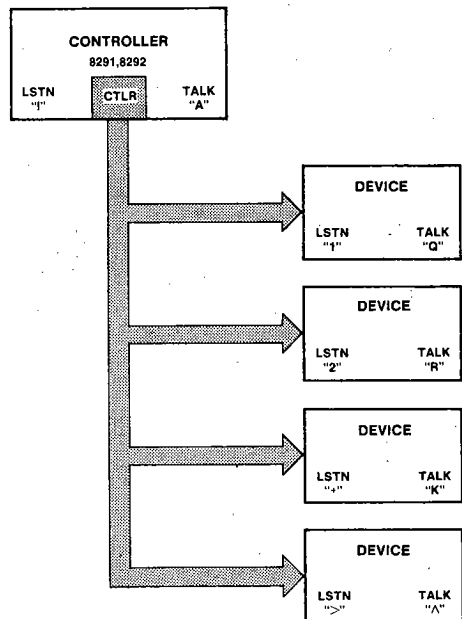 CONTROLLER
8291,8292
LSTN TALK
"!" CTLR "A"
DEVICE
LSTN TALK
"1" "Q"
DEVICE
LSTN TALK
"2" "R"
DEVICE
LSTN TALK
"+" "K"
DEVICE
LSTN TALK
">" "^"